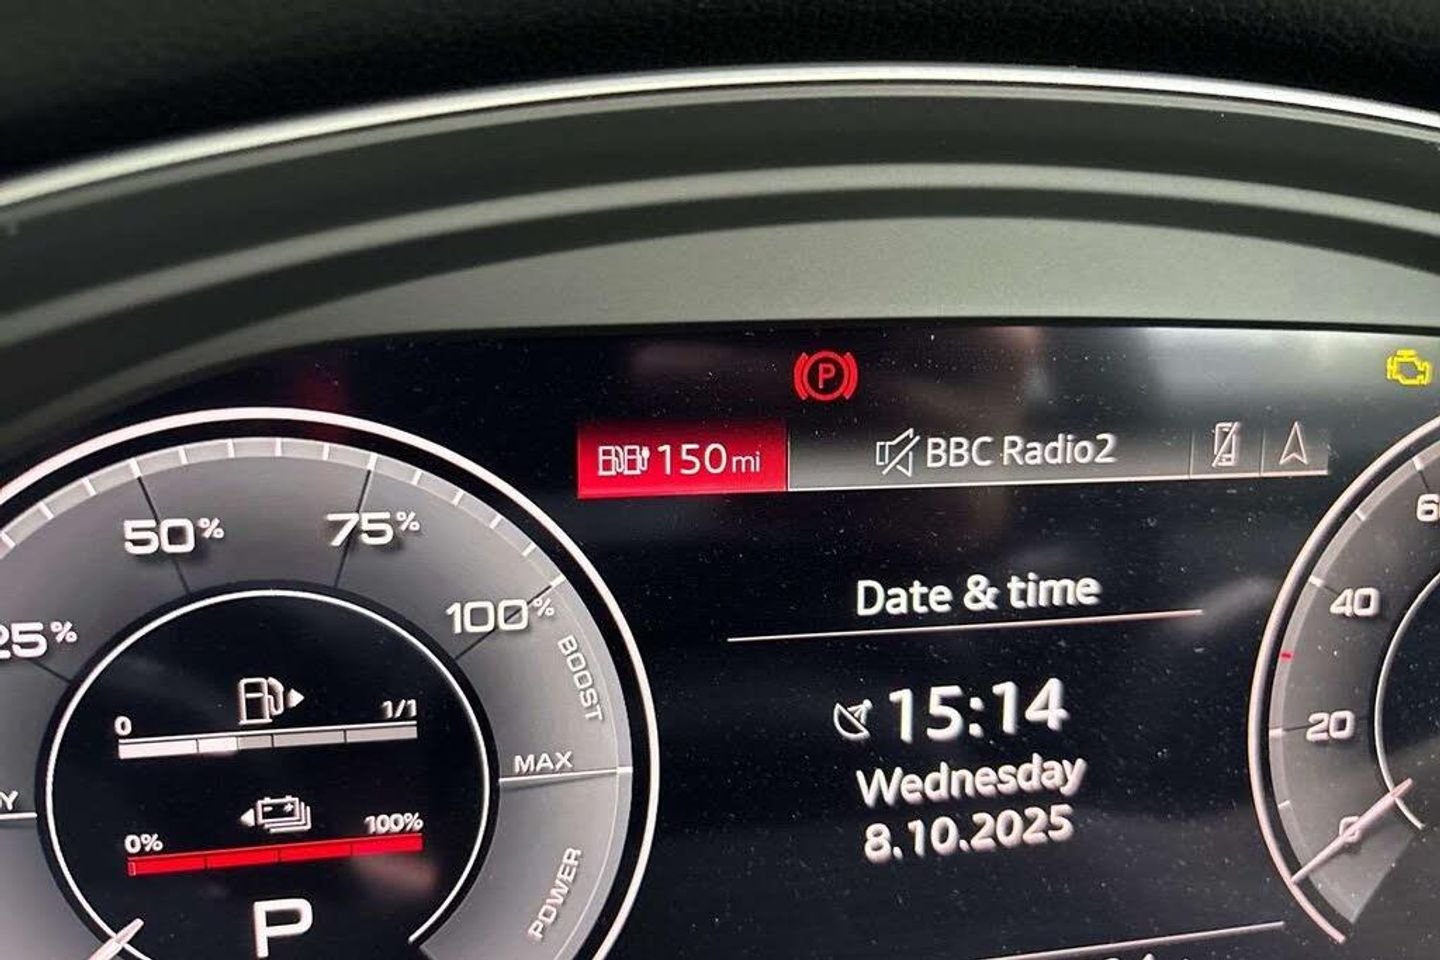 P
150mi
BBC Radio2
50%
75%
25%
100%
BOOST
MAX
POWER
0 1/1
0% 100%
P
Date & time
15:14
Wednesday
8.10.2025
40
20
0